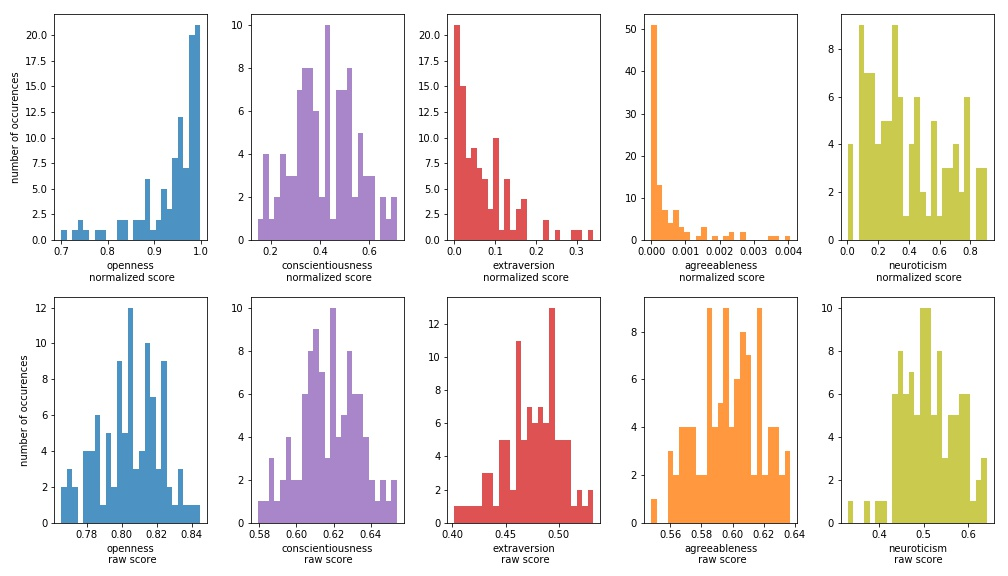 number of occurences
20.0
17.5
15.0
12.5
10.0
7.5
5.0
2.5
0.0
0.7 0.8 0.9 1.0
openness
normalized score
10
8
6
4
2
0
0.2 0.4 0.6
conscientiousness
normalized score
20.0
17.5
15.0
12.5
10.0
7.5
5.0
2.5
0.0
0.0 0.1 0.2 0.3
extraversion
normalized score
50
40
30
20
10
0
0.000 0.001 0.002 0.003 0.004
agreeableness
normalized score
8
6
4
2
0
0.0 0.2 0.4 0.6 0.8
neuroticism
normalized score
number of occurences
12
10
8
6
4
2
0
0.78 0.80 0.82 0.84
openness
raw score
10
8
6
4
2
0
0.58 0.60 0.62 0.64
conscientiousness
raw score
12
10
8
6
4
2
0
0.40 0.45 0.50
extraversion
raw score
8
6
4
2
0
0.56 0.58 0.60 0.62 0.64
agreeableness
raw score
10
8
6
4
2
0
0.4 0.5 0.6
neuroticism
raw score